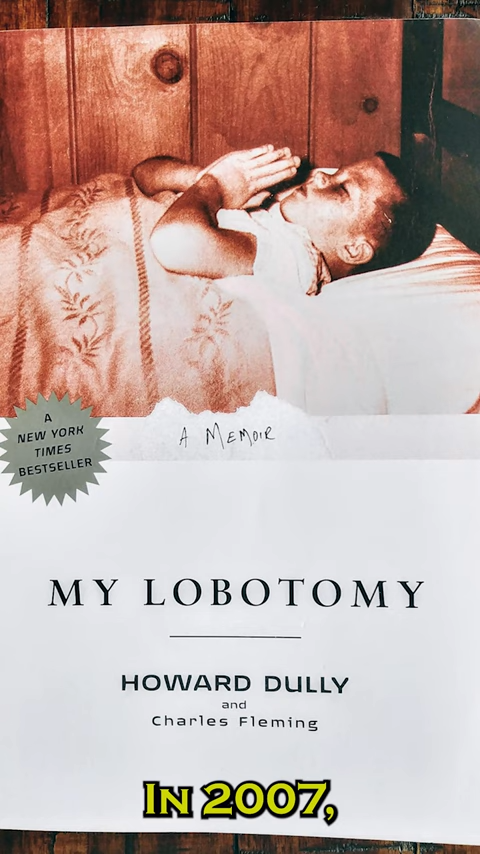 A
NEW YORK
TIMES
BESTSELLER
A MEMOIR
MY LOBOTOMY
HOWARD DULLY
and
Charles Fleming
IN 2007,